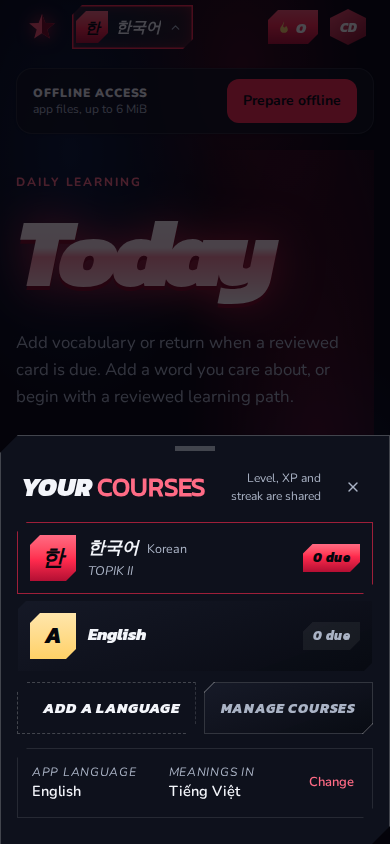 한 한국어
0
CD
OFFLINE ACCESS
app files, up to 6 MiB
Prepare offline
DAILY LEARNING
Today
Add vocabulary or return when a reviewed
card is due. Add a word you care about, or
begin with a reviewed learning path.
YOUR COURSES
Level, XP and
streak are shared
×
한
한국어 Korean
TOPIK II
0 due
A
English
0 due
ADD A LANGUAGE
MANAGE COURSES
APP LANGUAGE
English
MEANINGS IN
Tiếng Việt
Change